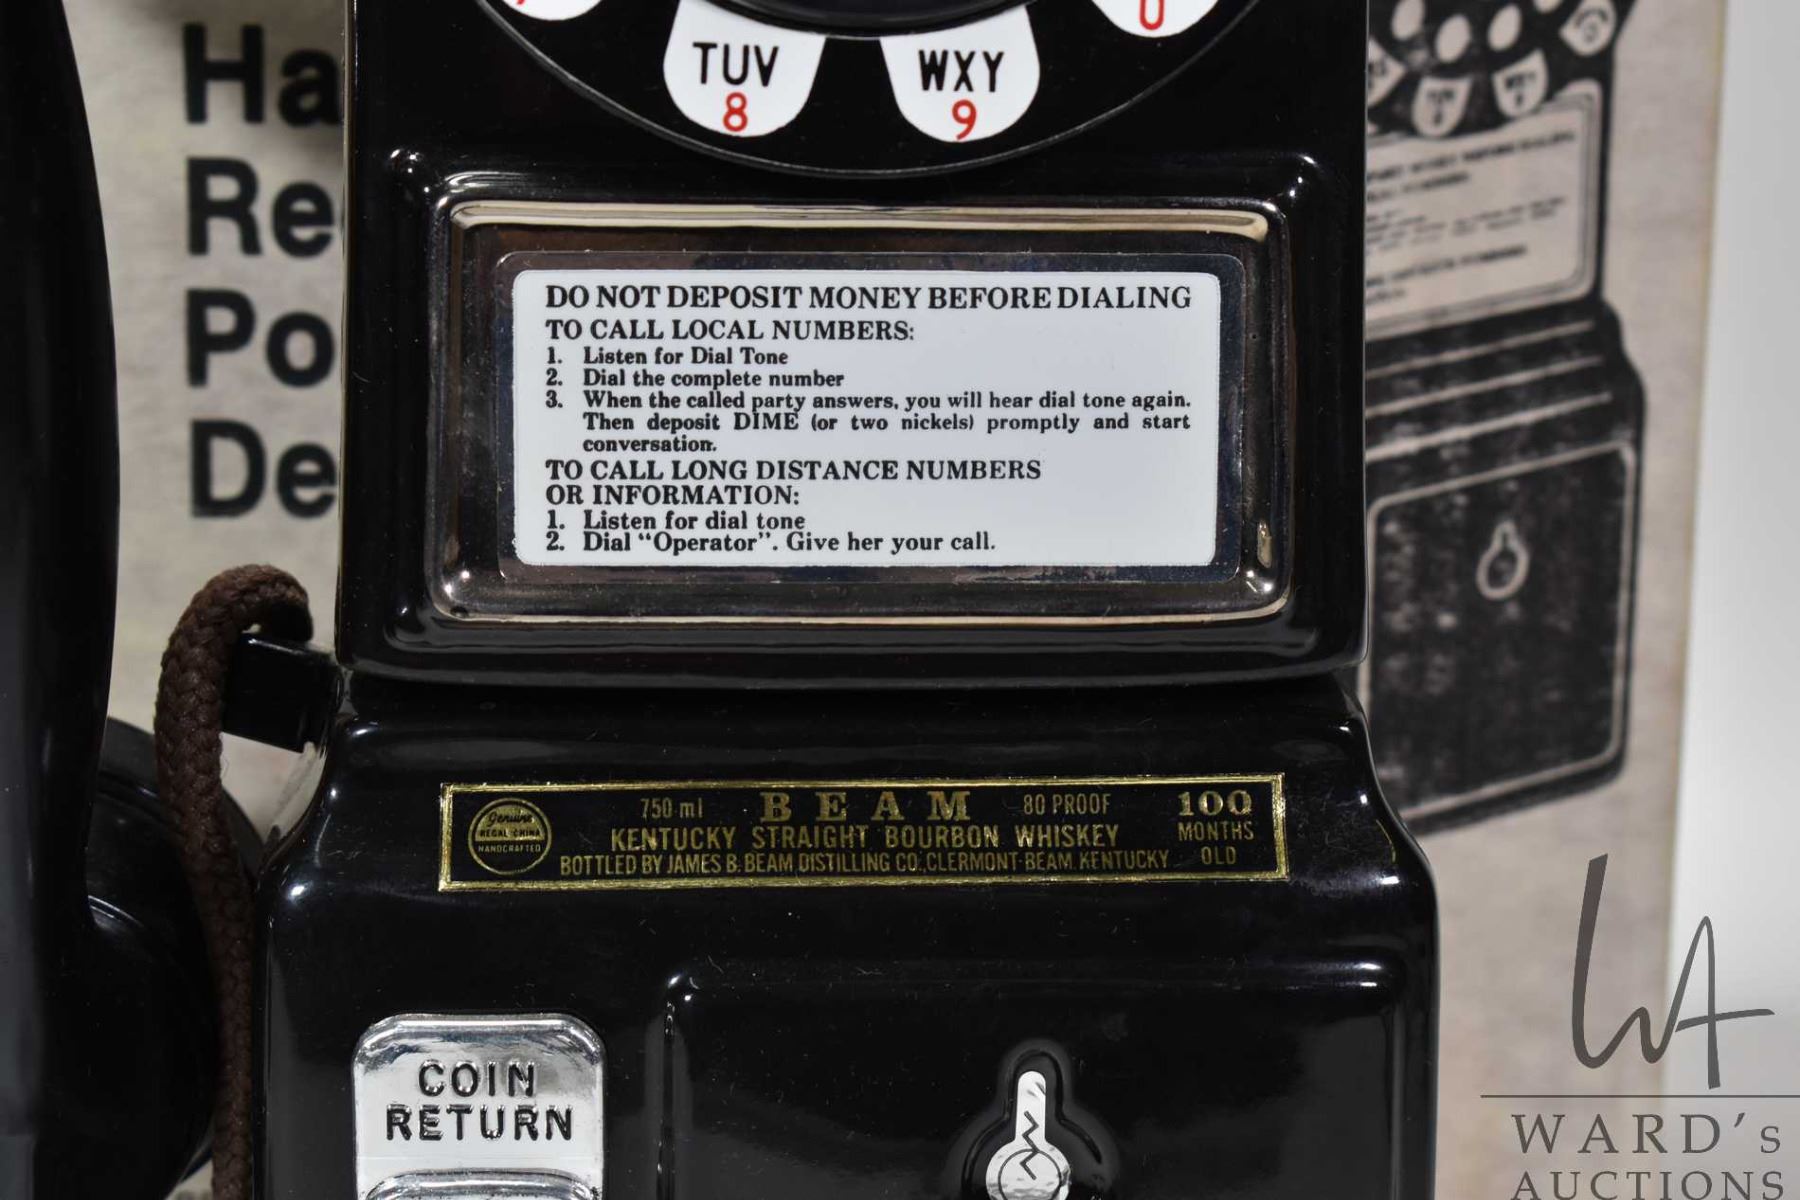 Ha
Re
Po
De
TUV
8
WXY
9
0
DO NOT DEPOSIT MONEY BEFORE DIALING
TO CALL LOCAL NUMBERS:
1. Listen for Dial Tone
2. Dial the complete number
3. When the called party answers, you will hear dial tone again.
Then deposit DIME (or two nickels) promptly and start
conversation.
TO CALL LONG DISTANCE NUMBERS
OR INFORMATION:
1. Listen for dial tone
2. Dial "Operator". Give her your call.
Genuine
REGAL CHINA
HANDCRAFTED
750 ml BEAM 80 PROOF 100
KENTUCKY STRAIGHT BOURBON WHISKEY MONTHS
BOTTLED BY JAMES B. BEAM DISTILLING CO., CLERMONT-BEAM, KENTUCKY OLD
COIN
RETURN
WA
WARD's
AUCTIONS